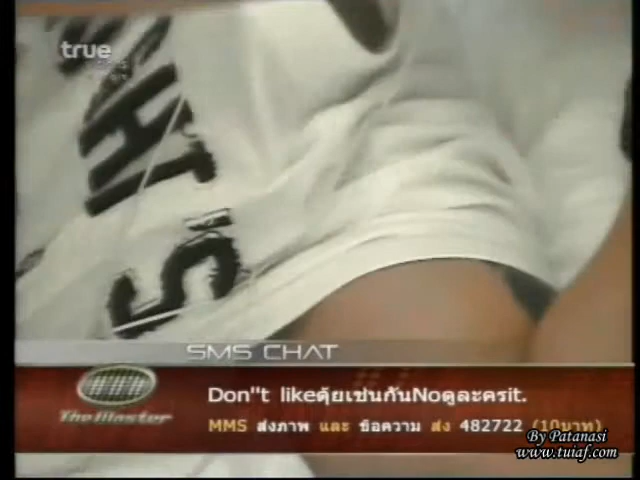 true
HI'S
SMS CHAT
Don"t likeตุ้ยเช่นกันNoดูละครit.
The Master
MMS ส่งภาพ และ ข้อความ ส่ง 482722 (10บาท)
By Patanasi
www.tuiaf.com